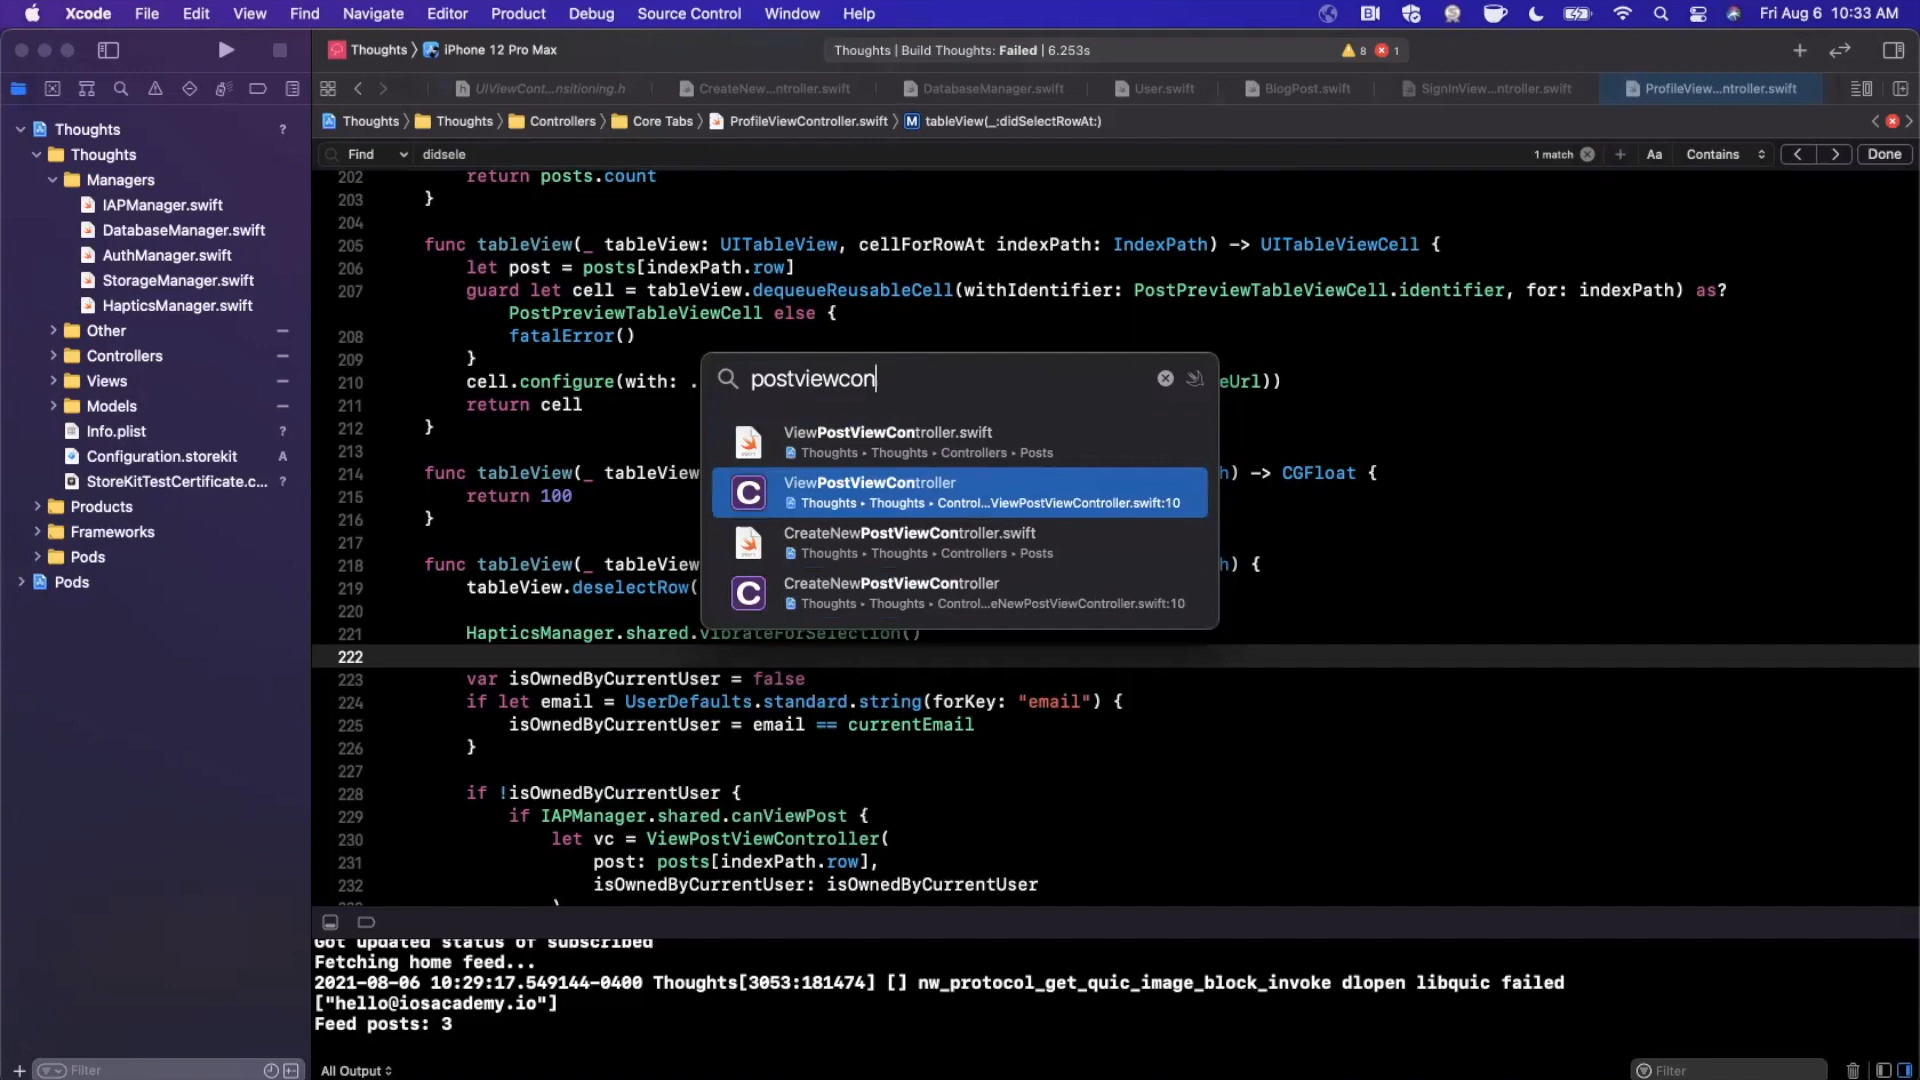 Xcode File Edit View Find Navigate Editor Product Debug Source Control Window Help Fri Aug 6 10:33 AM
Thoughts 〉 iPhone 12 Pro Max
Thoughts | Build Thoughts: Failed | 6.253s 8 1
UIViewCont...nsitioning.h CreateNew...ntroller.swift DatabaseManager.swift User.swift BlogPost.swift SignInView...ntroller.swift ProfileView...ntroller.swift
Thoughts 〉 Thoughts 〉 Controllers 〉 Core Tabs 〉 ProfileViewController.swift 〉 M tableView(_:didSelectRowAt:)
Find didsele 1 match Aa Contains Done
Thoughts ?
Thoughts
Managers
IAPManager.swift
DatabaseManager.swift
AuthManager.swift
StorageManager.swift
HapticsManager.swift
Other
Controllers
Views
Models
Info.plist ?
Configuration.storekit A
StoreKitTestCertificate.c... ?
Products
Frameworks
Pods
Pods
Filter
202 return posts.count
203 }
204
205 func tableView(_ tableView: UITableView, cellForRowAt indexPath: IndexPath) -> UITableViewCell {
206 let post = posts[indexPath.row]
207 guard let cell = tableView.dequeueReusableCell(withIdentifier: PostPreviewTableViewCell.identifier, for: indexPath) as?
PostPreviewTableViewCell else {
208 fatalError()
209 }
210 cell.configure(with: . eUrl))
211 return cell
212 }
213
214 func tableView(_ tableView h) -> CGFloat {
215 return 100
216 }
217
218 func tableView(_ tableView h) {
219 tableView.deselectRow(
220
221 HapticsManager.shared.vibrateForSelection()
222
223 var isOwnedByCurrentUser = false
224 if let email = UserDefaults.standard.string(forKey: "email") {
225 isOwnedByCurrentUser = email == currentEmail
226 }
227
228 if !isOwnedByCurrentUser {
229 if IAPManager.shared.canViewPost {
230 let vc = ViewPostViewController(
231 post: posts[indexPath.row],
232 isOwnedByCurrentUser: isOwnedByCurrentUser
postviewcon
ViewPostViewController.swift
Thoughts ▸ Thoughts ▸ Controllers ▸ Posts
C ViewPostViewController
Thoughts ▸ Thoughts ▸ Control...ViewPostViewController.swift:10
CreateNewPostViewController.swift
Thoughts ▸ Thoughts ▸ Controllers ▸ Posts
C CreateNewPostViewController
Thoughts ▸ Thoughts ▸ Control...eNewPostViewController.swift:10
Got updated status of subscribed
Fetching home feed...
2021-08-06 10:29:17.549144-0400 Thoughts[3053:181474] [] nw_protocol_get_quic_image_block_invoke dlopen libquic failed
["hello@iosacademy.io"]
Feed posts: 3
All Output Filter